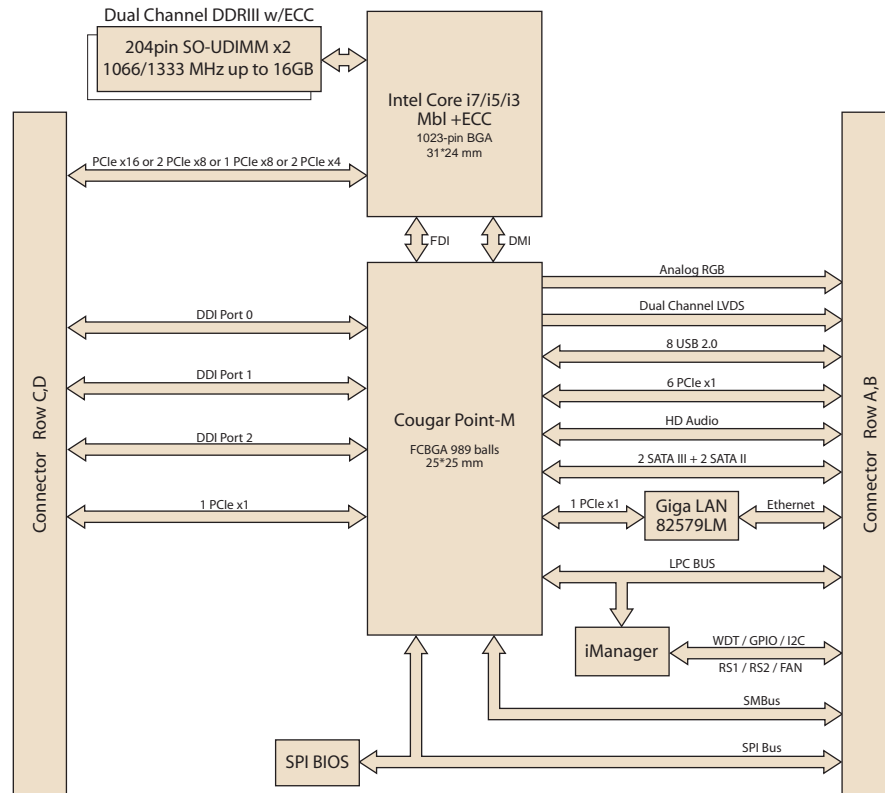 Dual Channel DDRIII w/ECC
204pin SO-UDIMM x2
1066/1333 MHz up to 16GB
Intel Core i7/i5/i3
Mbl +ECC
1023-pin BGA
31*24 mm
PCIe x16 or 2 PCIe x8 or 1 PCIe x8 or 2 PCIe x4
FDI
DMI
Connector Row C,D
DDI Port 0
DDI Port 1
DDI Port 2
1 PCIe x1
Cougar Point-M
FCBGA 989 balls
25*25 mm
Analog RGB
Dual Channel LVDS
8 USB 2.0
6 PCIe x1
HD Audio
2 SATA III + 2 SATA II
1 PCIe x1
Giga LAN
82579LM
Ethernet
LPC BUS
iManager
WDT / GPIO / I2C
RS1 / RS2 / FAN
SMBus
SPI BIOS
SPI Bus
Connector Row A,B